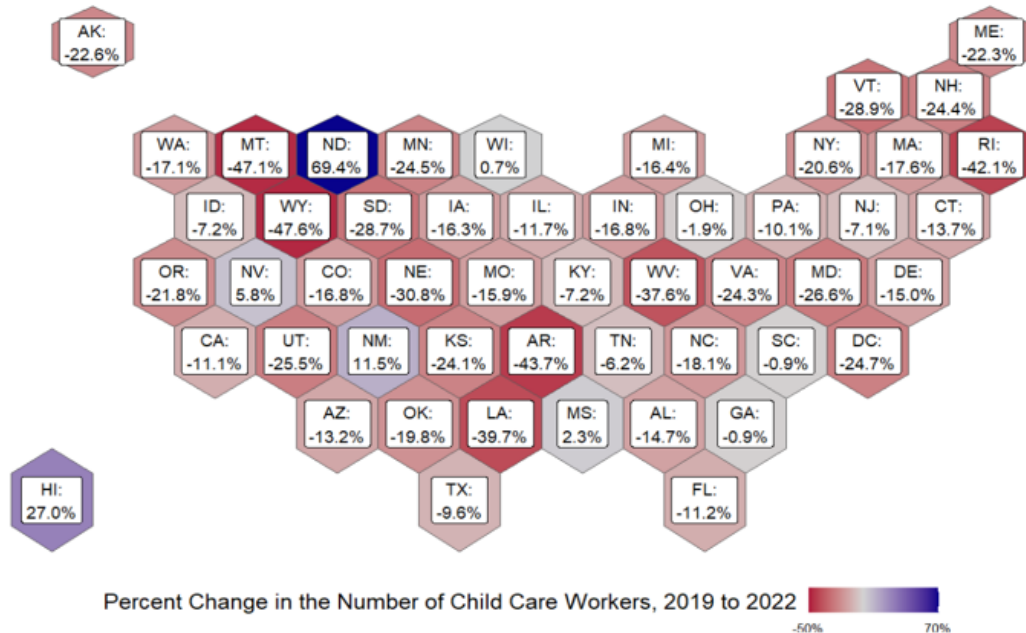 AK:
-22.6%
ME:
-22.3%
VT:
-28.9%
NH:
-24.4%
WA:
-17.1%
MT:
-47.1%
ND:
69.4%
MN:
-24.5%
WI:
0.7%
MI:
-16.4%
NY:
-20.6%
MA:
-17.6%
RI:
-42.1%
ID:
-7.2%
WY:
-47.6%
SD:
-28.7%
IA:
-16.3%
IL:
-11.7%
IN:
-16.8%
OH:
-1.9%
PA:
-10.1%
NJ:
-7.1%
CT:
-13.7%
OR:
-21.8%
NV:
5.8%
CO:
-16.8%
NE:
-30.8%
MO:
-15.9%
KY:
-7.2%
WV:
-37.6%
VA:
-24.3%
MD:
-26.6%
DE:
-15.0%
CA:
-11.1%
UT:
-25.5%
NM:
11.5%
KS:
-24.1%
AR:
-43.7%
TN:
-6.2%
NC:
-18.1%
SC:
-0.9%
DC:
-24.7%
AZ:
-13.2%
OK:
-19.8%
LA:
-39.7%
MS:
2.3%
AL:
-14.7%
GA:
-0.9%
HI:
27.0%
TX:
-9.6%
FL:
-11.2%
Percent Change in the Number of Child Care Workers, 2019 to 2022
-50% 70%